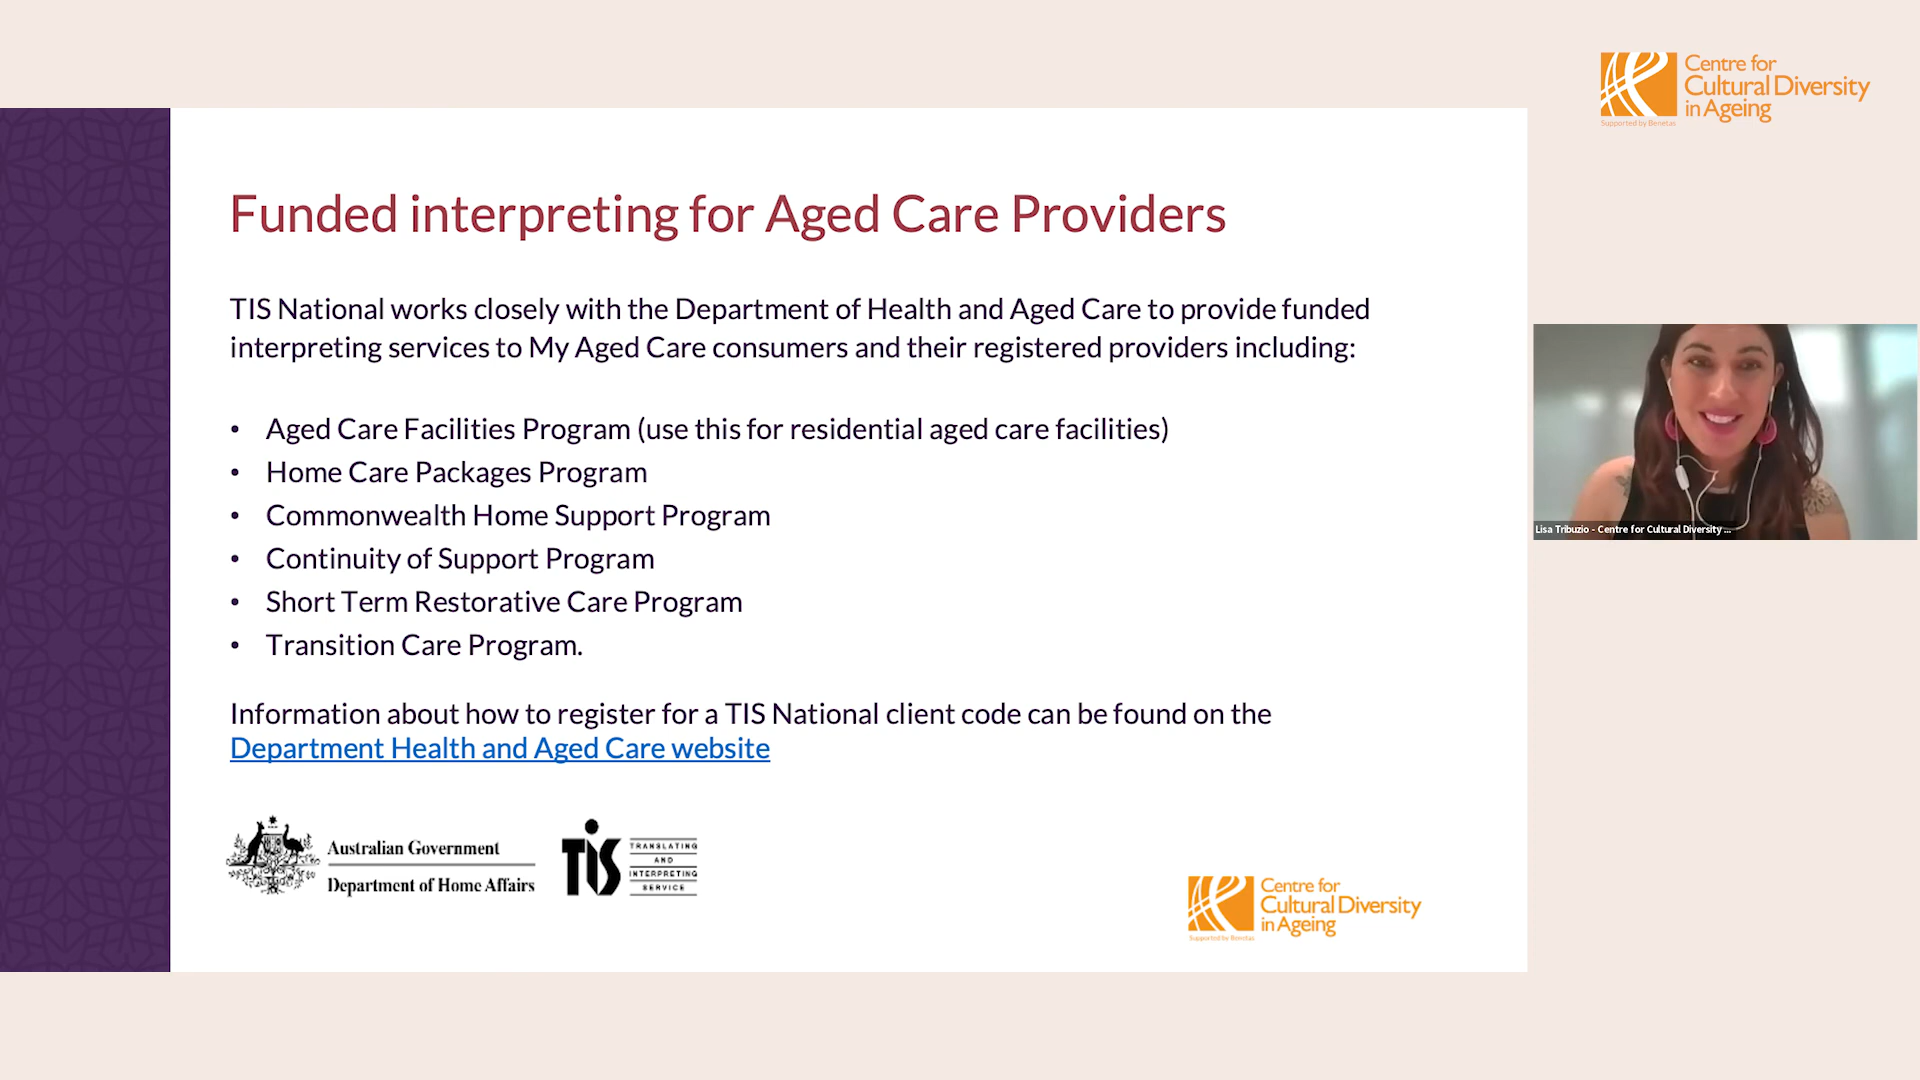 Centre for
Cultural Diversity
in Ageing
Supported by Benetas
Funded interpreting for Aged Care Providers
TIS National works closely with the Department of Health and Aged Care to provide funded
interpreting services to My Aged Care consumers and their registered providers including:
• Aged Care Facilities Program (use this for residential aged care facilities)
• Home Care Packages Program
• Commonwealth Home Support Program
• Continuity of Support Program
• Short Term Restorative Care Program
• Transition Care Program.
Information about how to register for a TIS National client code can be found on the
Department Health and Aged Care website
Lisa Tribuzio - Centre for Cultural Diversity ...
Australian Government
Department of Home Affairs
TIS
TRANSLATING
AND
INTERPRETING
SERVICE
Centre for
Cultural Diversity
in Ageing
Supported by Benetas